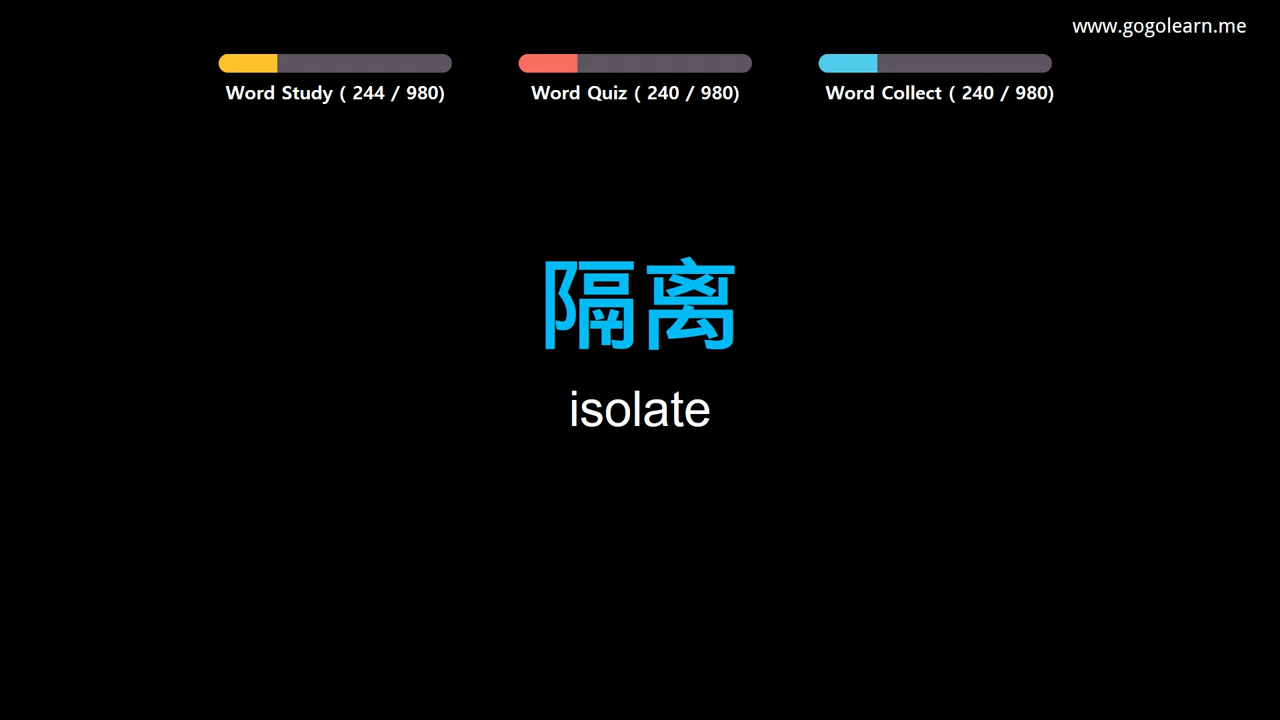 www.gogolearn.me
Word Study ( 244 / 980)
Word Quiz ( 240 / 980)
Word Collect ( 240 / 980)
隔离
isolate